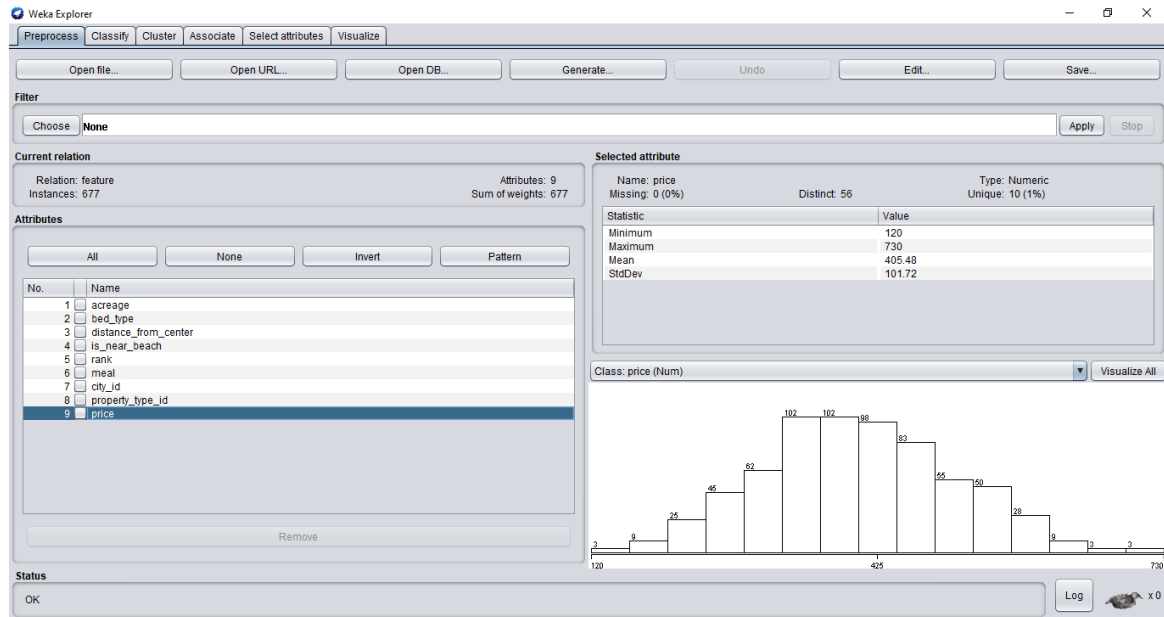 Weka Explorer
Preprocess Classify Cluster Associate Select attributes Visualize
Open file... Open URL... Open DB... Generate... Undo Edit... Save...
Filter
Choose None Apply Stop
Current relation
Relation: feature Attributes: 9
Instances: 677 Sum of weights: 677
Attributes
All None Invert Pattern
No. Name
1 acreage
2 bed_type
3 distance_from_center
4 is_near_beach
5 rank
6 meal
7 city_id
8 property_type_id
9 price
Remove
Selected attribute
Name: price Type: Numeric
Missing: 0 (0%) Distinct: 56 Unique: 10 (1%)
Statistic Value
Minimum 120
Maximum 730
Mean 405.48
StdDev 101.72
Class: price (Num) Visualize All
3 9 25 45 62 102 102 98 83 55 50 28 9 3 3
120 425 730
Status
OK Log x 0